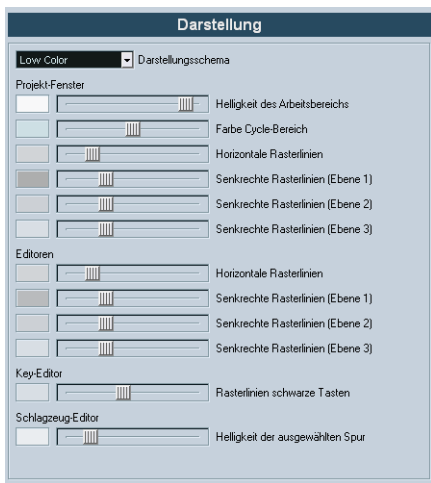 Darstellung
Low Color Darstellungsschema
Projekt-Fenster
Helligkeit des Arbeitsbereichs
Farbe Cycle-Bereich
Horizontale Rasterlinien
Senkrechte Rasterlinien (Ebene 1)
Senkrechte Rasterlinien (Ebene 2)
Senkrechte Rasterlinien (Ebene 3)
Editoren
Horizontale Rasterlinien
Senkrechte Rasterlinien (Ebene 1)
Senkrechte Rasterlinien (Ebene 2)
Senkrechte Rasterlinien (Ebene 3)
Key-Editor
Rasterlinien schwarze Tasten
Schlagzeug-Editor
Helligkeit der ausgewählten Spur